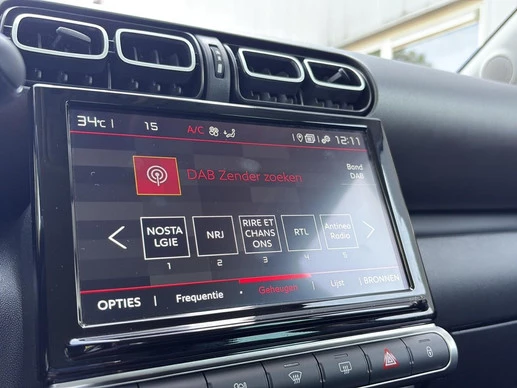 34°C 15 A/C 12:11
DAB Zender zoeken
Band
DAB
NOSTA
LGIE
NRJ
RIRE ET
CHANS
ONS
RTL
Antinea
Radio
1 2 3 4 5
OPTIES Frequentie Geheugen Lijst BRONNEN